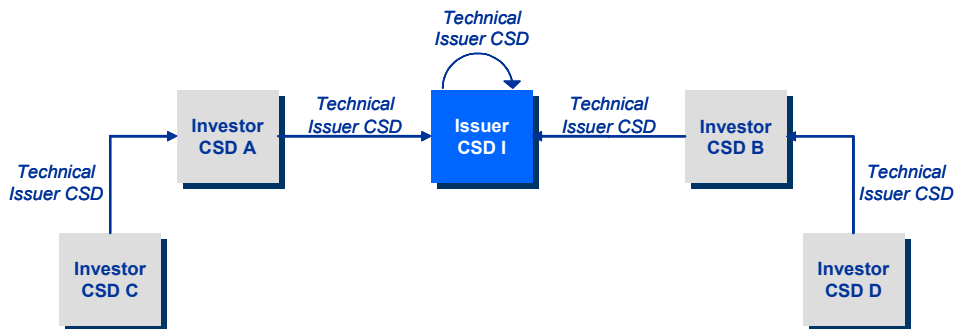 Technical
Issuer CSD
Investor
CSD A
Technical
Issuer CSD
Issuer
CSD I
Technical
Issuer CSD
Investor
CSD B
Technical
Issuer CSD
Technical
Issuer CSD
Investor
CSD C
Investor
CSD D